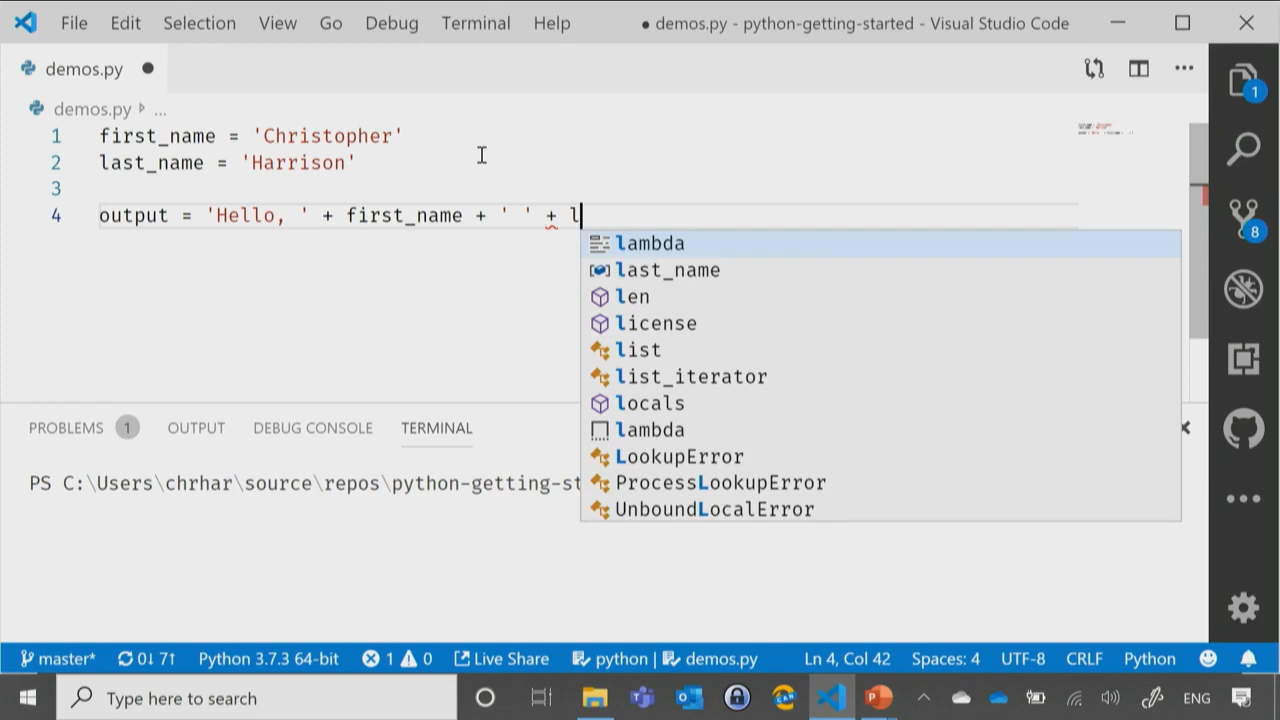 File Edit Selection View Go Debug Terminal Help ● demos.py - python-getting-started - Visual Studio Code
demos.py ●
demos.py ...
1 first_name = 'Christopher'
2 last_name = 'Harrison'
3
4 output = 'Hello, ' + first_name + ' ' + l
lambda
last_name
len
license
list
list_iterator
locals
lambda
LookupError
ProcessLookupError
UnboundLocalError
1
8
PROBLEMS 1 OUTPUT DEBUG CONSOLE TERMINAL
PS C:\Users\chrhar\source\repos\python-getting-st
master* 0↓ 7↑ Python 3.7.3 64-bit 1 0 Live Share python | demos.py Ln 4, Col 42 Spaces: 4 UTF-8 CRLF Python
Type here to search ENG